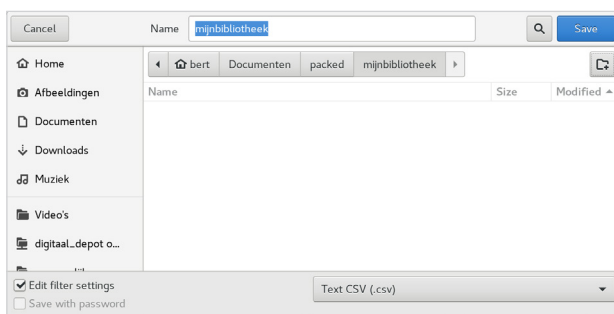 Cancel Name mijnbibliotheek Save
Home bert Documenten packed mijnbibliotheek
Afbeeldingen Name Size Modified
Documenten
Downloads
Muziek
Video's
digitaal_depot o...
Edit filter settings Text CSV (.csv)
Save with password